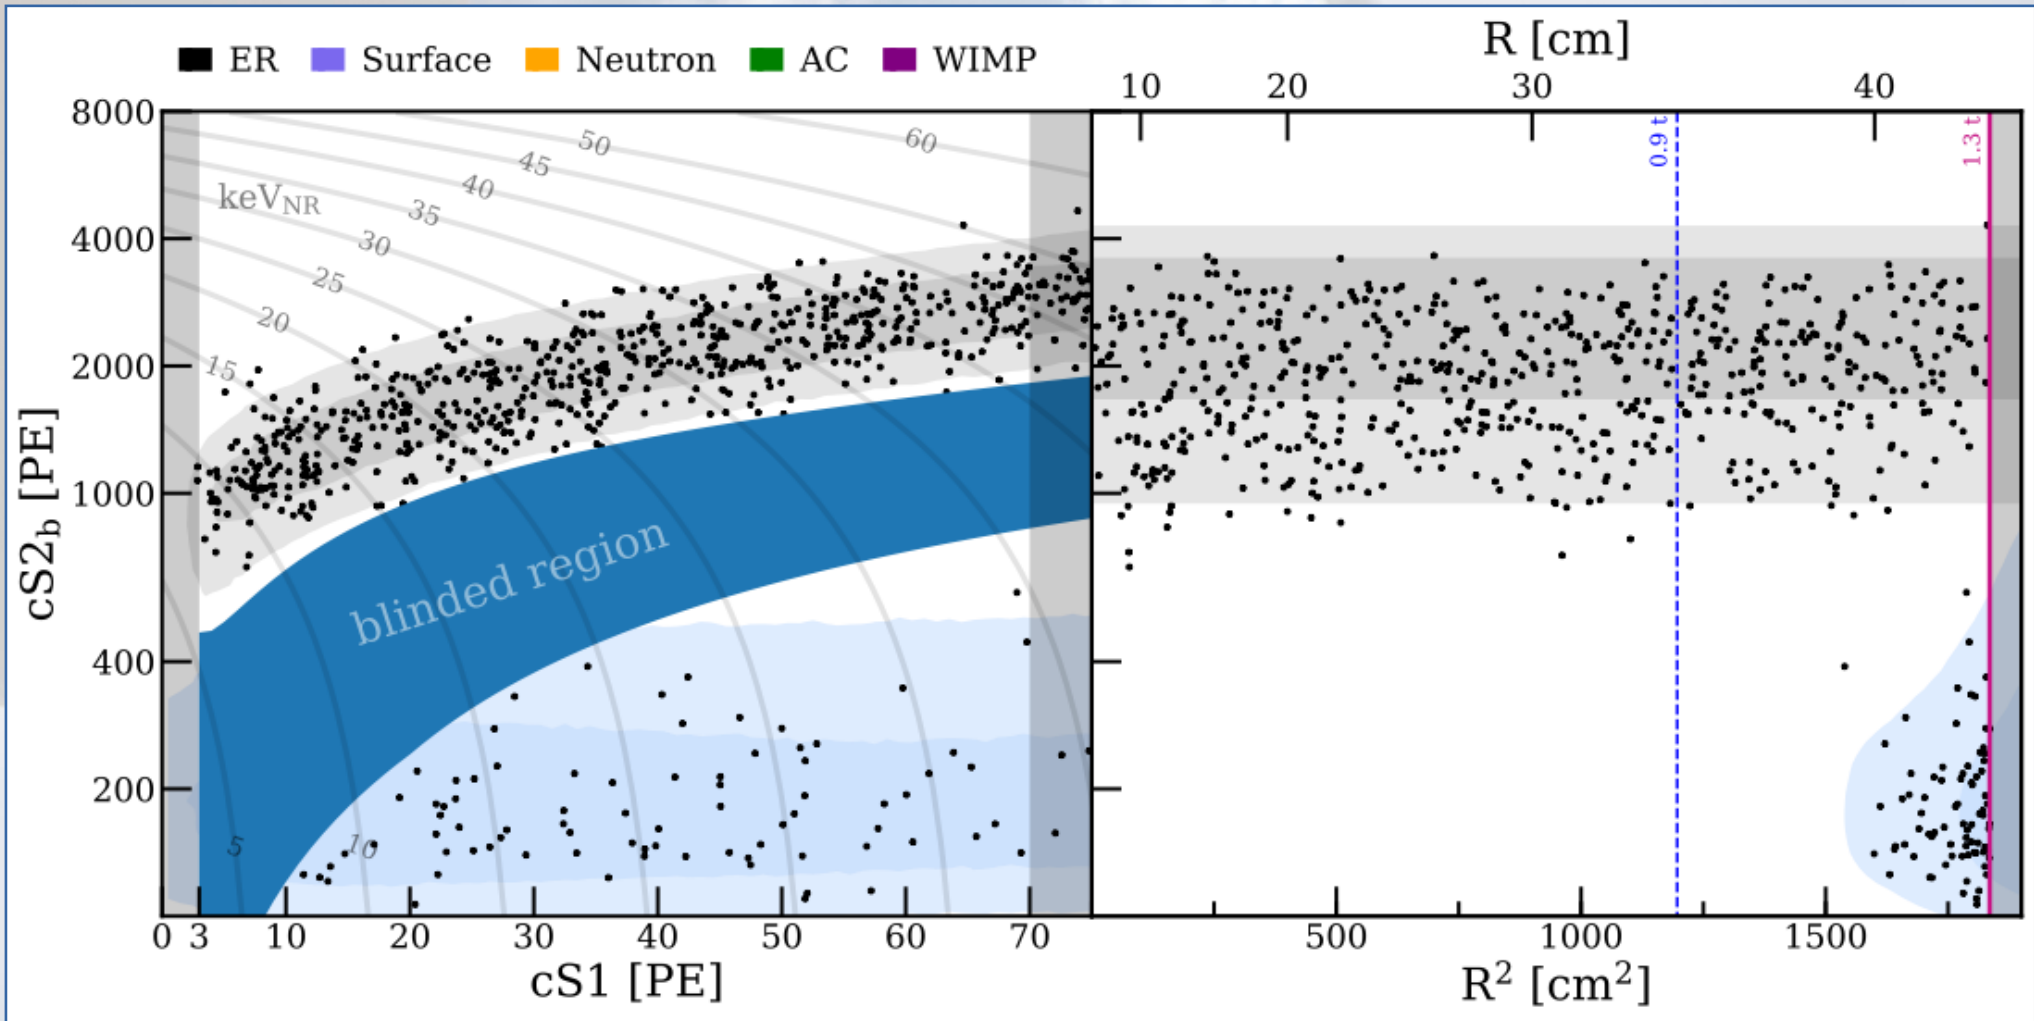 ER Surface Neutron AC WIMP
R [cm]
10 20 30 40
8000
4000
2000
1000
400
200
cS2b [PE]
keVNR
5
10
15
20
25
30
35
40
45
50
60
blinded region
0.9 t
1.3 t
0 3 10 20 30 40 50 60 70
cS1 [PE]
500 1000 1500
R² [cm²]